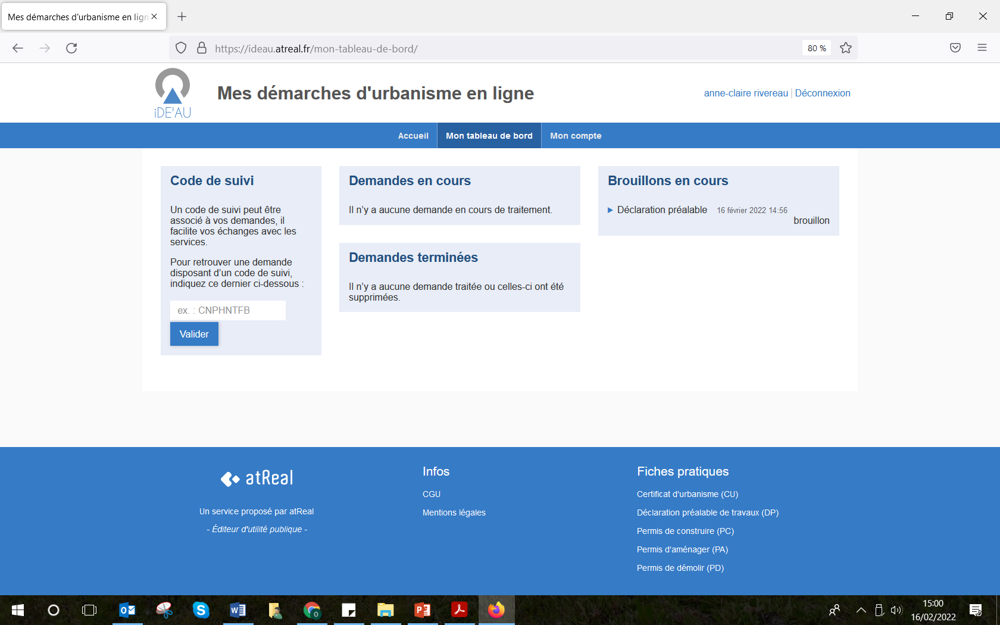 Mes démarches d'urbanisme en lign
https://ideau.atreal.fr/mon-tableau-de-bord/
80 %
iDE'AU
Mes démarches d'urbanisme en ligne
anne-claire rivereau | Déconnexion
Accueil
Mon tableau de bord
Mon compte
Code de suivi
Un code de suivi peut être
associé à vos demandes, il
facilite vos échanges avec les
services.
Pour retrouver une demande
disposant d’un code de suivi,
indiquez ce dernier ci-dessous :
ex. : CNPHNTFB
Valider
Demandes en cours
Il n’y a aucune demande en cours de traitement.
Demandes terminées
Il n’y a aucune demande traitée ou celles-ci ont été
supprimées.
Brouillons en cours
Déclaration préalable 16 février 2022 14:56
brouillon
atReal
Un service proposé par atReal
- Éditeur d'utilité publique -
Infos
CGU
Mentions légales
Fiches pratiques
Certificat d'urbanisme (CU)
Déclaration préalable de travaux (DP)
Permis de construire (PC)
Permis d'aménager (PA)
Permis de démolir (PD)
15:00
16/02/2022